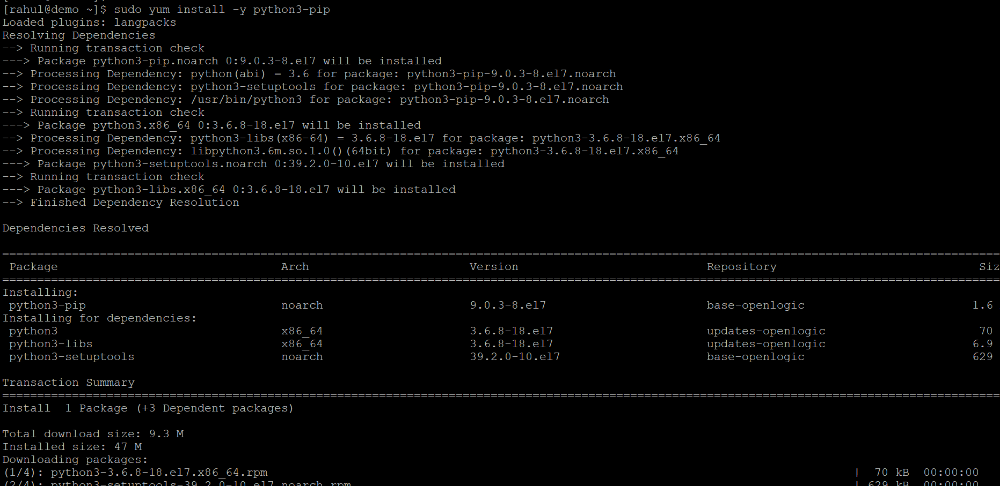 [rahul@demo ~]$ sudo yum install -y python3-pip
Loaded plugins: langpacks
Resolving Dependencies
--> Running transaction check
---> Package python3-pip.noarch 0:9.0.3-8.el7 will be installed
--> Processing Dependency: python(abi) = 3.6 for package: python3-pip-9.0.3-8.el7.noarch
--> Processing Dependency: python3-setuptools for package: python3-pip-9.0.3-8.el7.noarch
--> Processing Dependency: /usr/bin/python3 for package: python3-pip-9.0.3-8.el7.noarch
--> Running transaction check
---> Package python3.x86_64 0:3.6.8-18.el7 will be installed
--> Processing Dependency: python3-libs(x86-64) = 3.6.8-18.el7 for package: python3-3.6.8-18.el7.x86_64
--> Processing Dependency: libpython3.6m.so.1.0()(64bit) for package: python3-3.6.8-18.el7.x86_64
---> Package python3-setuptools.noarch 0:39.2.0-10.el7 will be installed
--> Running transaction check
---> Package python3-libs.x86_64 0:3.6.8-18.el7 will be installed
--> Finished Dependency Resolution
Dependencies Resolved
Package Arch Version Repository Siz
Installing:
python3-pip noarch 9.0.3-8.el7 base-openlogic 1.6
Installing for dependencies:
python3 x86_64 3.6.8-18.el7 updates-openlogic 70
python3-libs x86_64 3.6.8-18.el7 updates-openlogic 6.9
python3-setuptools noarch 39.2.0-10.el7 base-openlogic 629
Transaction Summary
Install 1 Package (+3 Dependent packages)
Total download size: 9.3 M
Installed size: 47 M
Downloading packages:
(1/4): python3-3.6.8-18.el7.x86_64.rpm | 70 kB 00:00:00
(2/4): python3-setuptools-39.2.0-10.el7.noarch.rpm | 629 kB 00:00:00